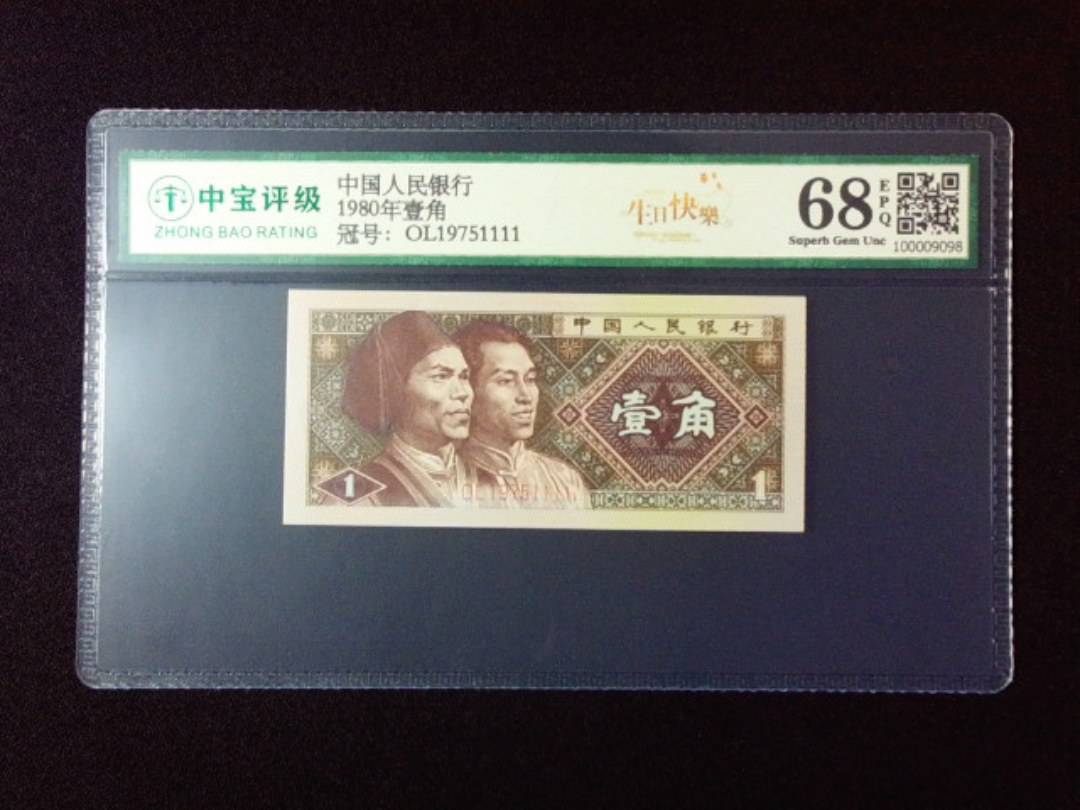 中宝评级
ZHONG BAO RATING
中国人民银行
1980年壹角
冠号：OL19751111
生日快樂
68
EPQ
Superb Gem Unc
100009098
中国人民银行
壹角
OL19751111
1
1